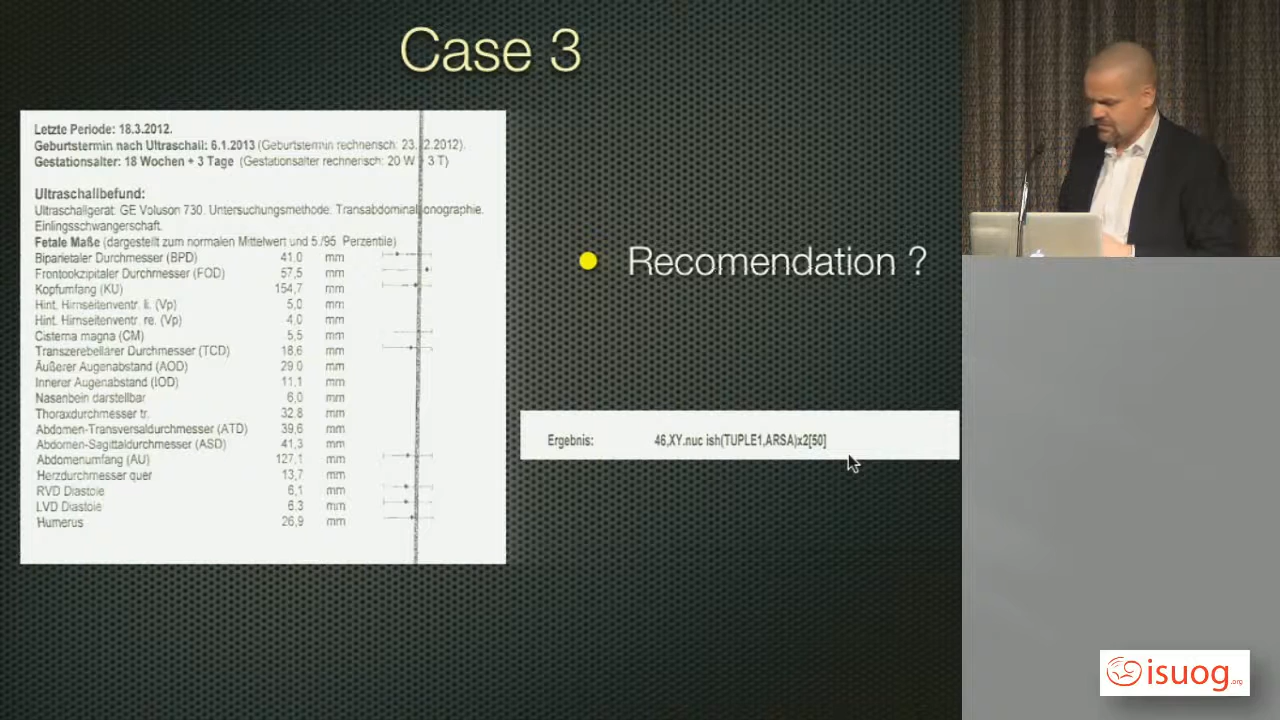 Case 3
Letzte Periode: 18.3.2012.
Geburtstermin nach Ultraschall: 6.1.2013 (Geburtstermin rechnerisch: 23. 2.2012).
Gestationsalter: 18 Wochen + 3 Tage (Gestationsalter rechnerisch: 20 W + 3 T)
Ultraschallbefund:
Ultraschallgerät: GE Voluson 730. Untersuchungsmethode: Transabdominal onographie.
Einlingsschwangerschaft.
Fetale Maße (dargestellt zum normalen Mittelwert und 5./95 Perzentile)
Biparietaler Durchmesser (BPD) 41,0 mm
Frontookzipitaler Durchmesser (FOD) 57,5 mm
Kopfumfang (KU) 154,7 mm
Hint. Hirnseitenventr. li. (Vp) 5,0 mm
Hint. Hirnseitenventr. re. (Vp) 4,0 mm
Cisterna magna (CM) 5,5 mm
Transzerebellärer Durchmesser (TCD) 18,6 mm
Äußerer Augenabstand (AOD) 29,0 mm
Innerer Augenabstand (IOD) 11,1 mm
Nasenbein darstellbar 6,0 mm
Thoraxdurchmesser tr. 32,8 mm
Abdomen-Transversaldurchmesser (ATD) 39,6 mm
Abdomen-Sagittaldurchmesser (ASD) 41,3 mm
Abdomenumfang (AU) 127,1 mm
Herzdurchmesser quer 13,7 mm
RVD Diastole 6,1 mm
LVD Diastole 6,3 mm
Humerus 26,9 mm
Recomendation ?
Ergebnis: 46,XY.nuc ish(TUPLE1,ARSA)x2[50]
isuog.org